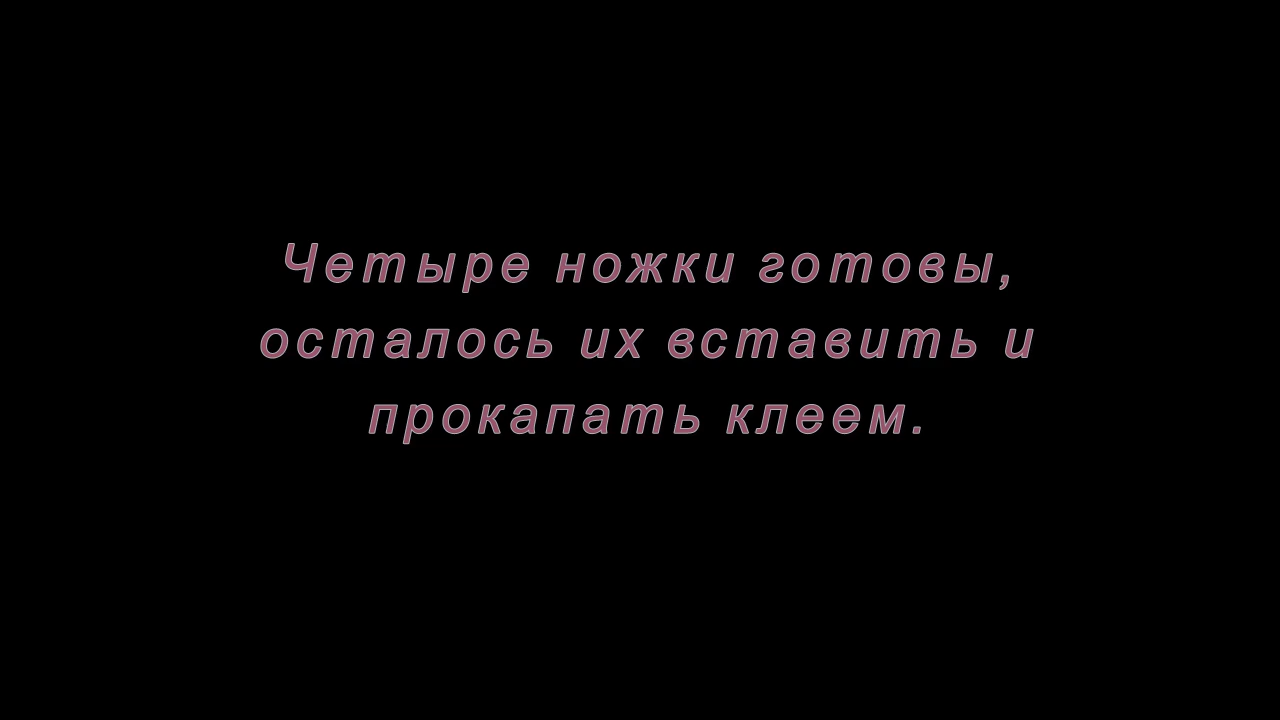 Четыре ножки готовы,
осталось их вставить и
прокапать клеем.